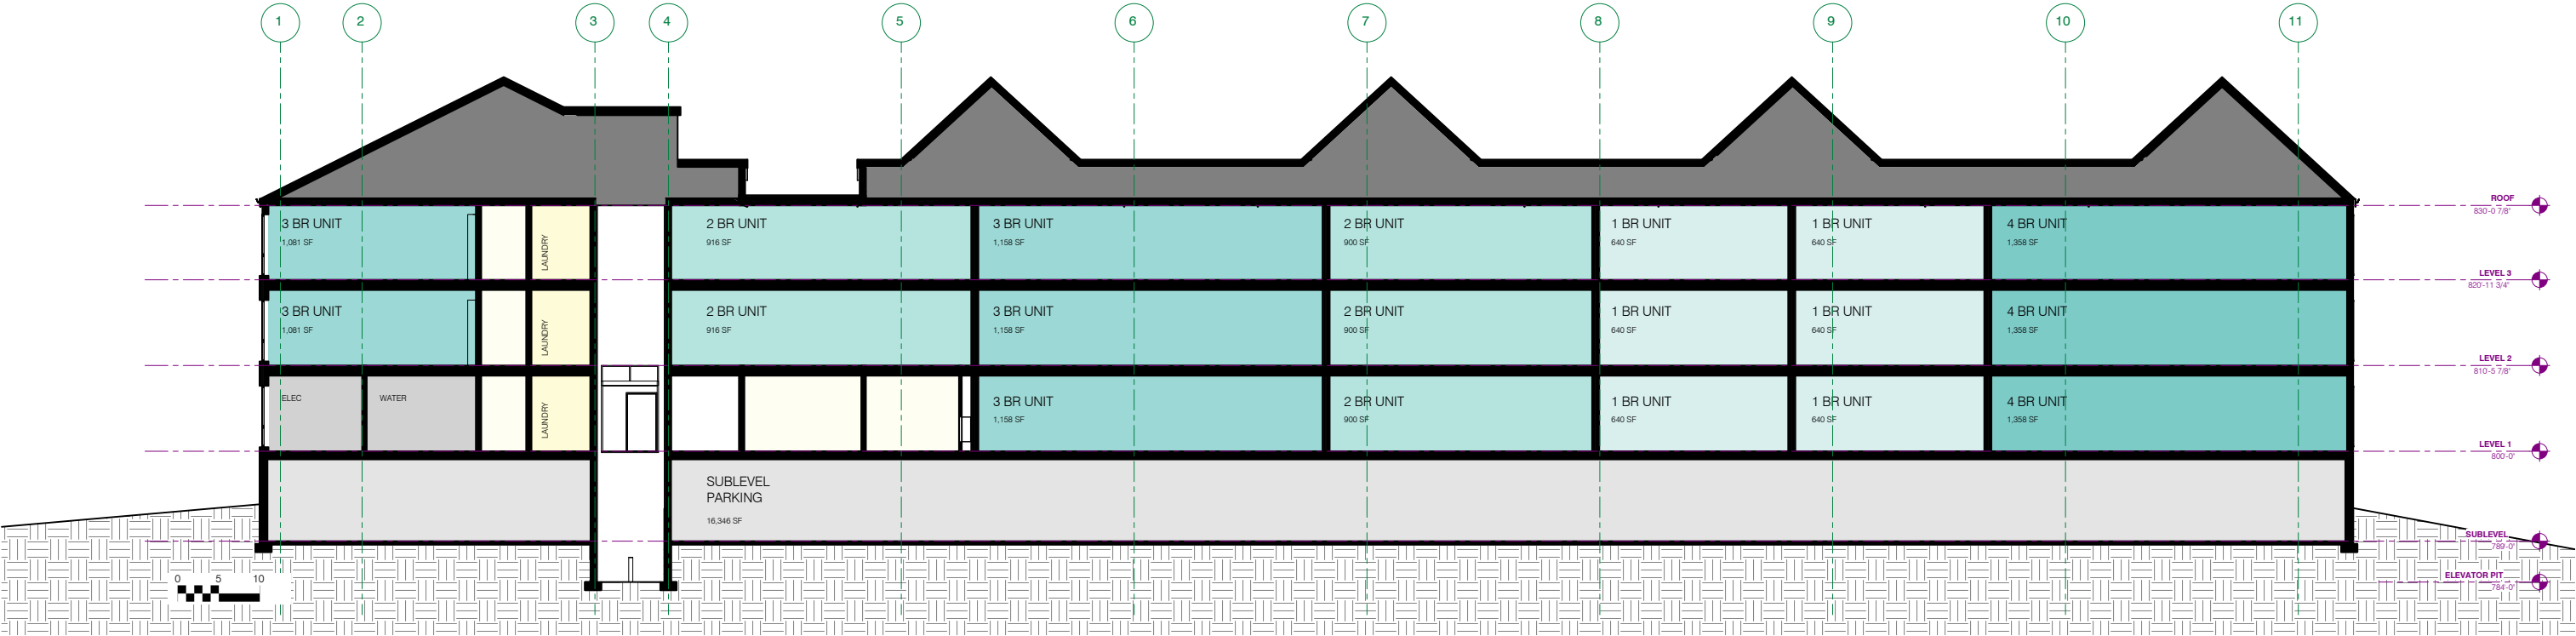 1 2 3 4 5 6 7 8 9 10 11
ROOF
830'-0 7/8"
3 BR UNIT
1,081 SF
LAUNDRY
2 BR UNIT
916 SF
3 BR UNIT
1,158 SF
2 BR UNIT
900 SF
1 BR UNIT
640 SF
1 BR UNIT
640 SF
4 BR UNIT
1,358 SF
LEVEL 3
820'-11 3/4"
3 BR UNIT
1,081 SF
LAUNDRY
2 BR UNIT
916 SF
3 BR UNIT
1,158 SF
2 BR UNIT
900 SF
1 BR UNIT
640 SF
1 BR UNIT
640 SF
4 BR UNIT
1,358 SF
LEVEL 2
810'-5 7/8"
ELEC
WATER
LAUNDRY
3 BR UNIT
1,158 SF
2 BR UNIT
900 SF
1 BR UNIT
640 SF
1 BR UNIT
640 SF
4 BR UNIT
1,358 SF
LEVEL 1
800'-0"
SUBLEVEL
PARKING
16,346 SF
SUBLEVEL
789'-0"
ELEVATOR PIT
784'-0"
0 5 10